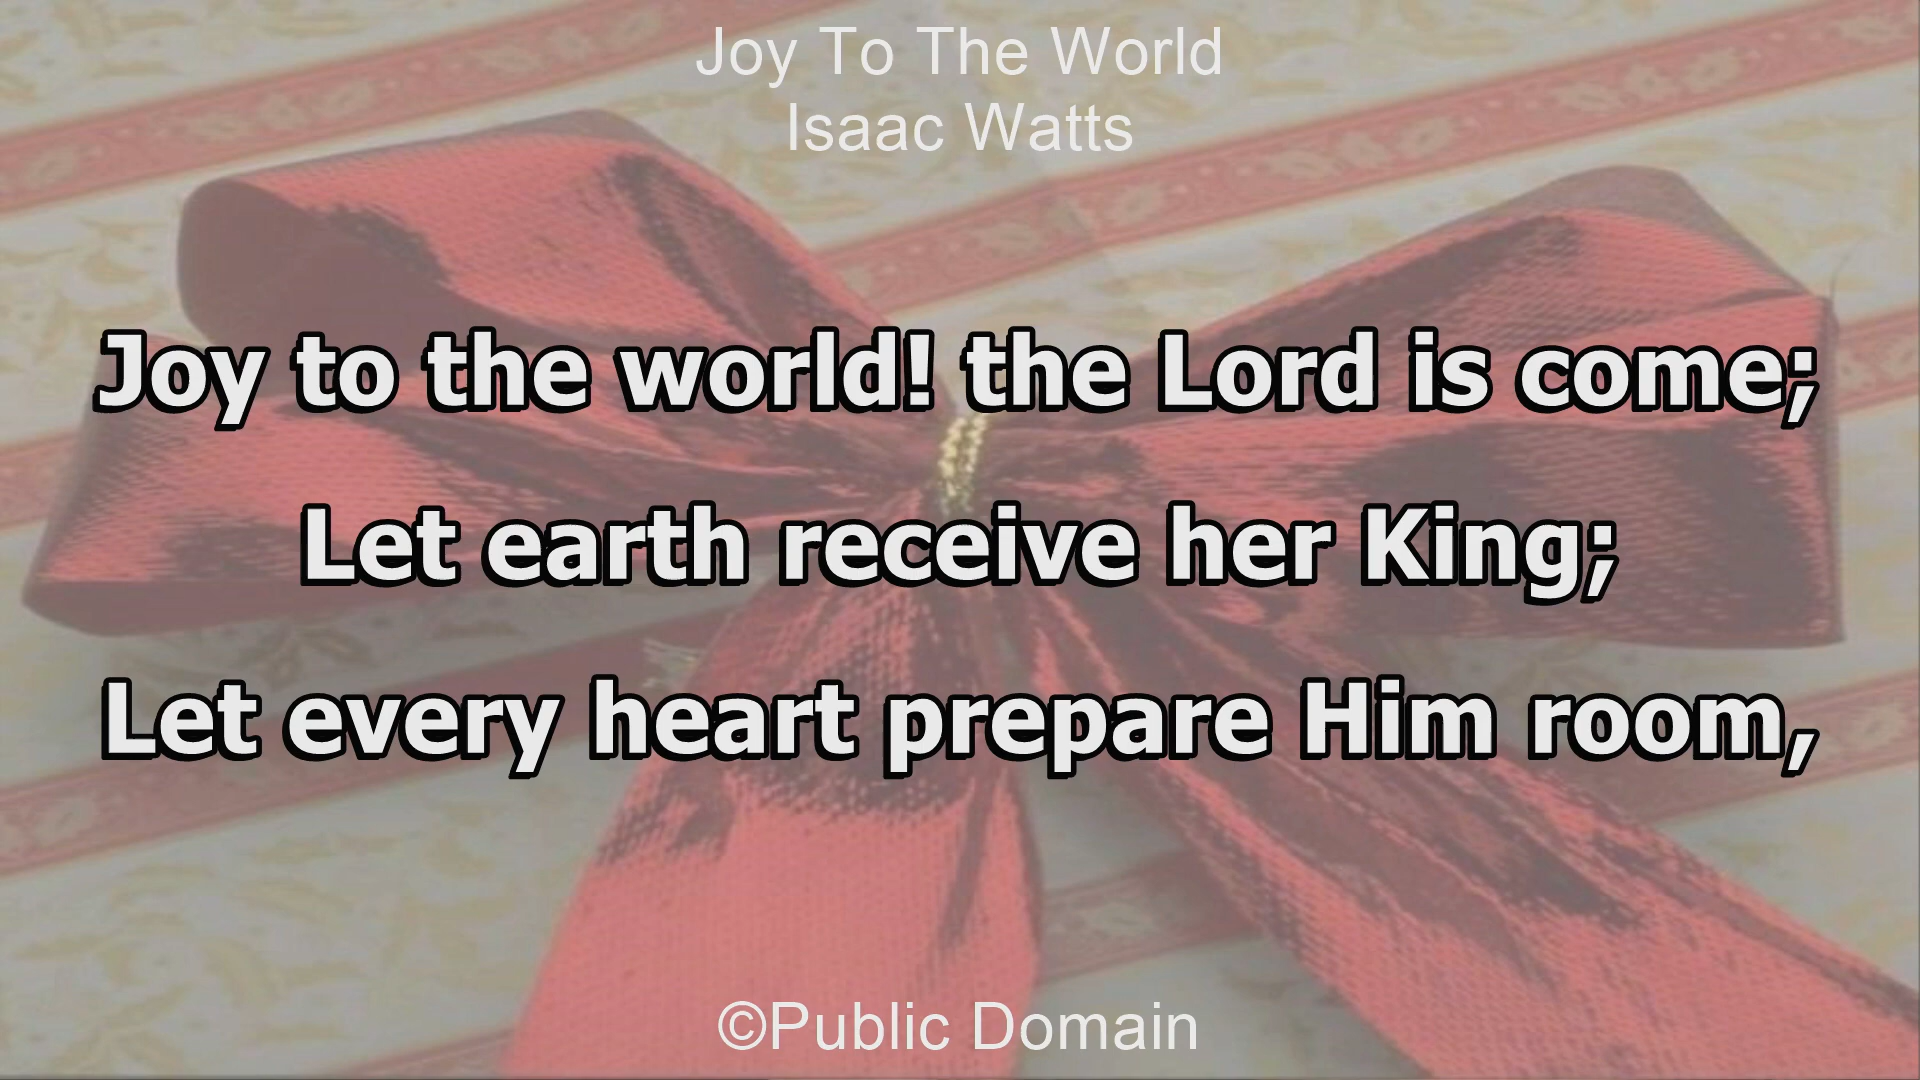 Joy To The World
Isaac Watts
Joy to the world! the Lord is come;
Let earth receive her King;
Let every heart prepare Him room,
©Public Domain